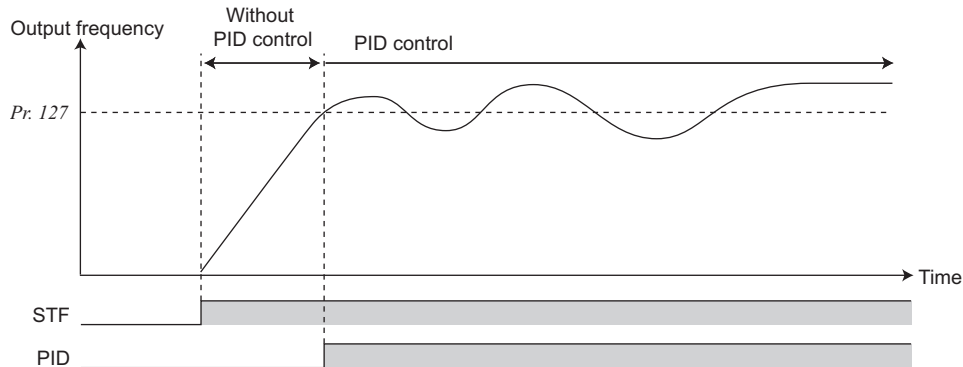 Output frequency
Without
PID control
PID control
Pr. 127
Time
STF
PID